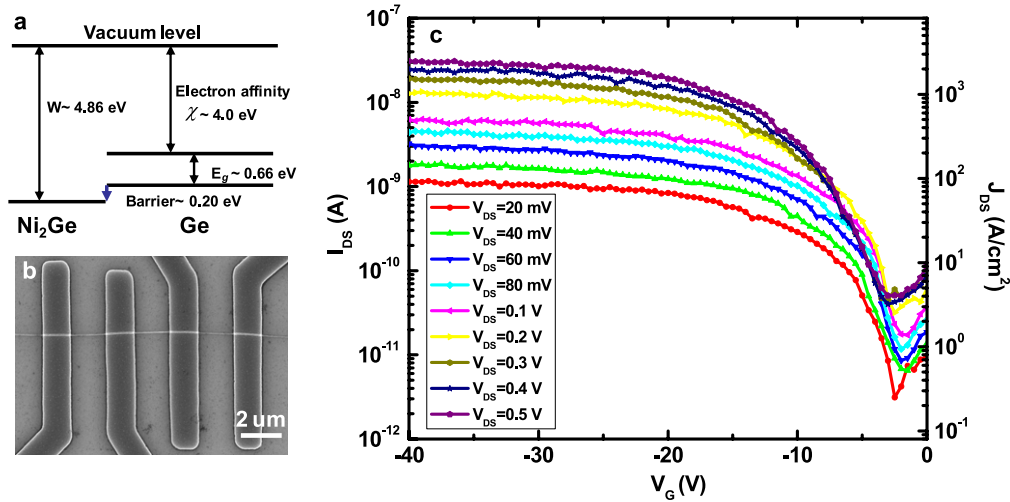 a
Vacuum level
W~ 4.86 eV
Electron affinity
χ~ 4.0 eV
E_g~ 0.66 eV
Barrier~ 0.20 eV
Ni₂Ge
Ge
b
2 um
c
I_DS (A)
10⁻⁷
10⁻⁸
10⁻⁹
10⁻¹⁰
10⁻¹¹
10⁻¹²
V_DS=20 mV
V_DS=40 mV
V_DS=60 mV
V_DS=80 mV
V_DS=0.1 V
V_DS=0.2 V
V_DS=0.3 V
V_DS=0.4 V
V_DS=0.5 V
-40
-30
-20
-10
0
V_G (V)
10³
10²
10¹
10⁰
10⁻¹
J_DS (A/cm²)